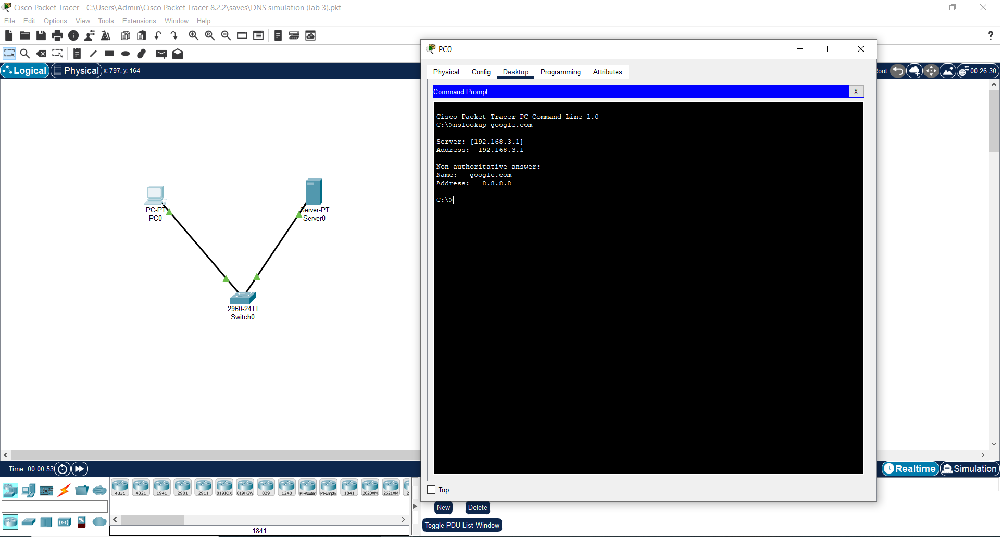 Cisco Packet Tracer - C:\Users\Admin\Cisco Packet Tracer 8.2.2\saves\DNS simulation (lab 3).pkt
File Edit Options View Tools Extensions Window Help
?
Logical Physical x: 797, y: 164
oot 00:26:30
PC0
Physical Config Desktop Programming Attributes
Command Prompt X
Cisco Packet Tracer PC Command Line 1.0
C:\>nslookup google.com
Server: [192.168.3.1]
Address: 192.168.3.1
Non-authoritative answer:
Name: google.com
Address: 8.8.8.8
C:\>
PC-PT
PC0
Server-PT
Server0
2960-24TT
Switch0
Top
Time: 00:00:53
Realtime Simulation
4331 4321 1941 2901 2911 819IOX 819HGW 829 1240 PT-Router PT-Empty 1841 2620XM 2621XM 2
1841
New Delete
Toggle PDU List Window